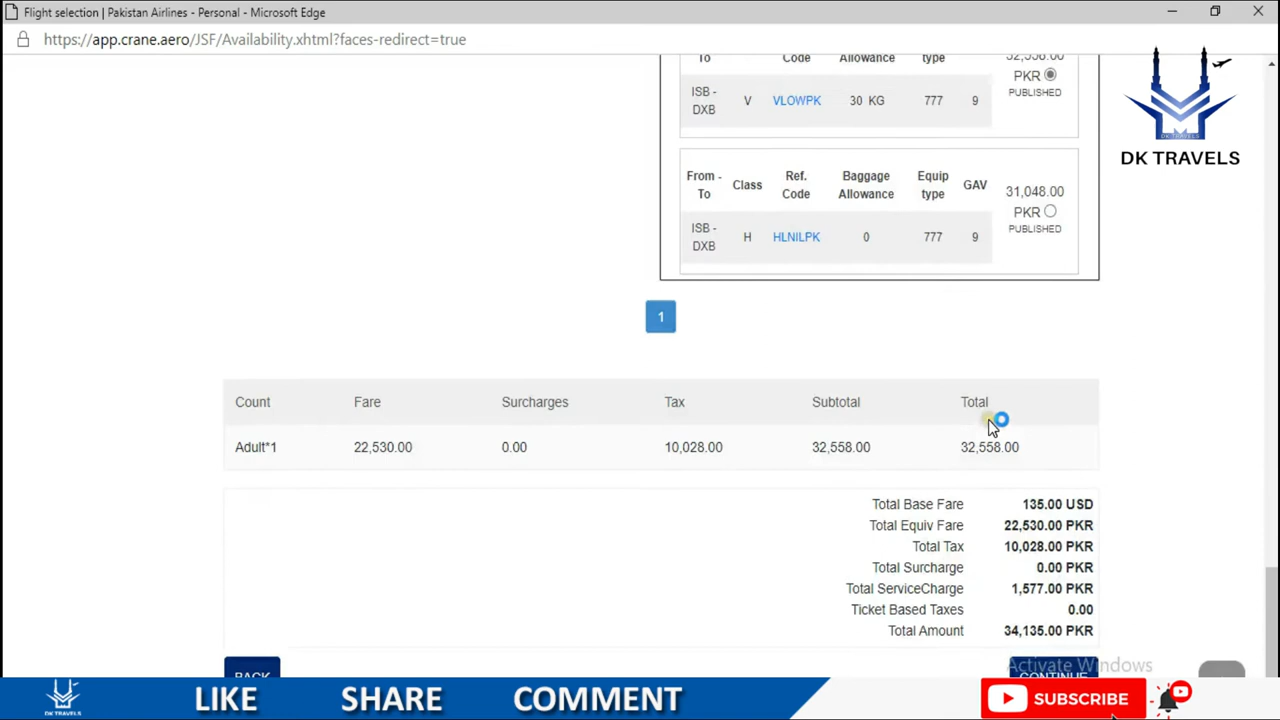 Flight selection | Pakistan Airlines - Personal - Microsoft Edge
https://app.crane.aero/JSF/Availability.xhtml?faces-redirect=true
To Code Allowance type 32,558.00
PKR
PUBLISHED
ISB - DXB V VLOWPK 30 KG 777 9
From - To Class Ref. Code Baggage Allowance Equip type GAV
31,048.00
PKR
PUBLISHED
ISB - DXB H HLNILPK 0 777 9
DK TRAVELS
1
Count Fare Surcharges Tax Subtotal Total
Adult*1 22,530.00 0.00 10,028.00 32,558.00 32,558.00
Total Base Fare 135.00 USD
Total Equiv Fare 22,530.00 PKR
Total Tax 10,028.00 PKR
Total Surcharge 0.00 PKR
Total ServiceCharge 1,577.00 PKR
Ticket Based Taxes 0.00
Total Amount 34,135.00 PKR
Activate Windows
BACK CONTINUE
LIKE SHARE COMMENT SUBSCRIBE